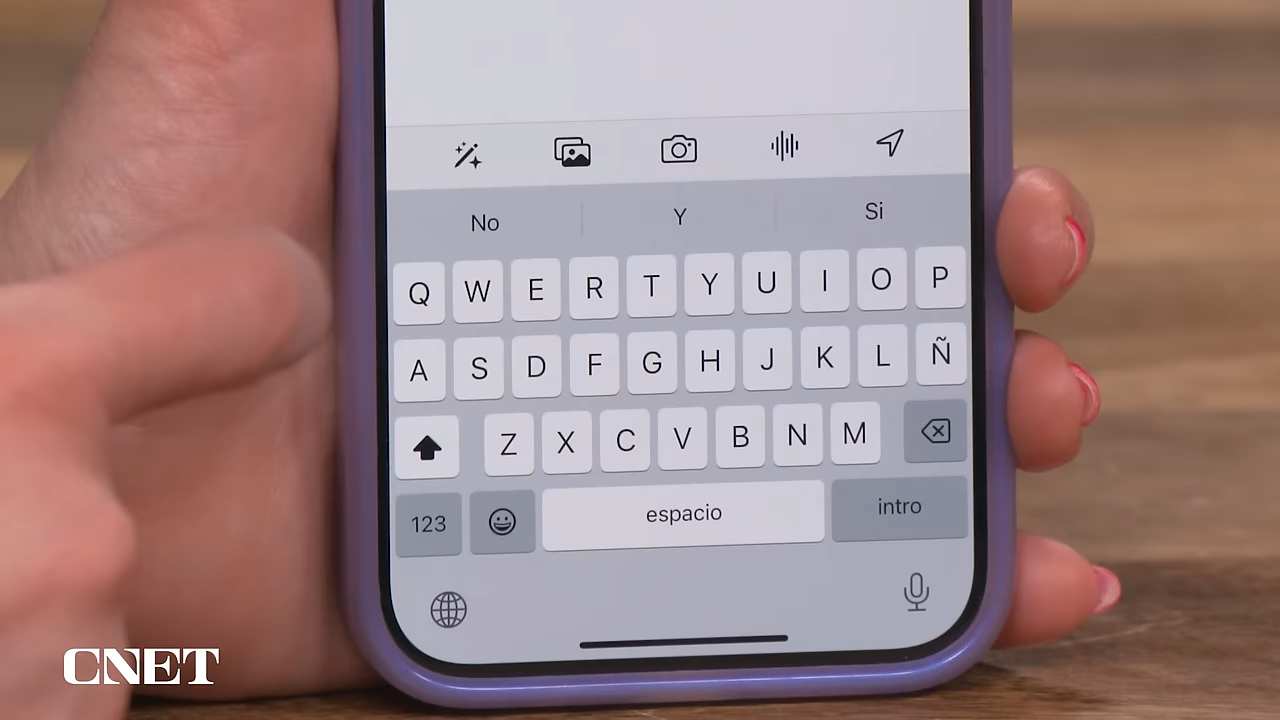 No Y Si
Q W E R T Y U I O P
A S D F G H J K L Ñ
Z X C V B N M
123 espacio intro
CNET